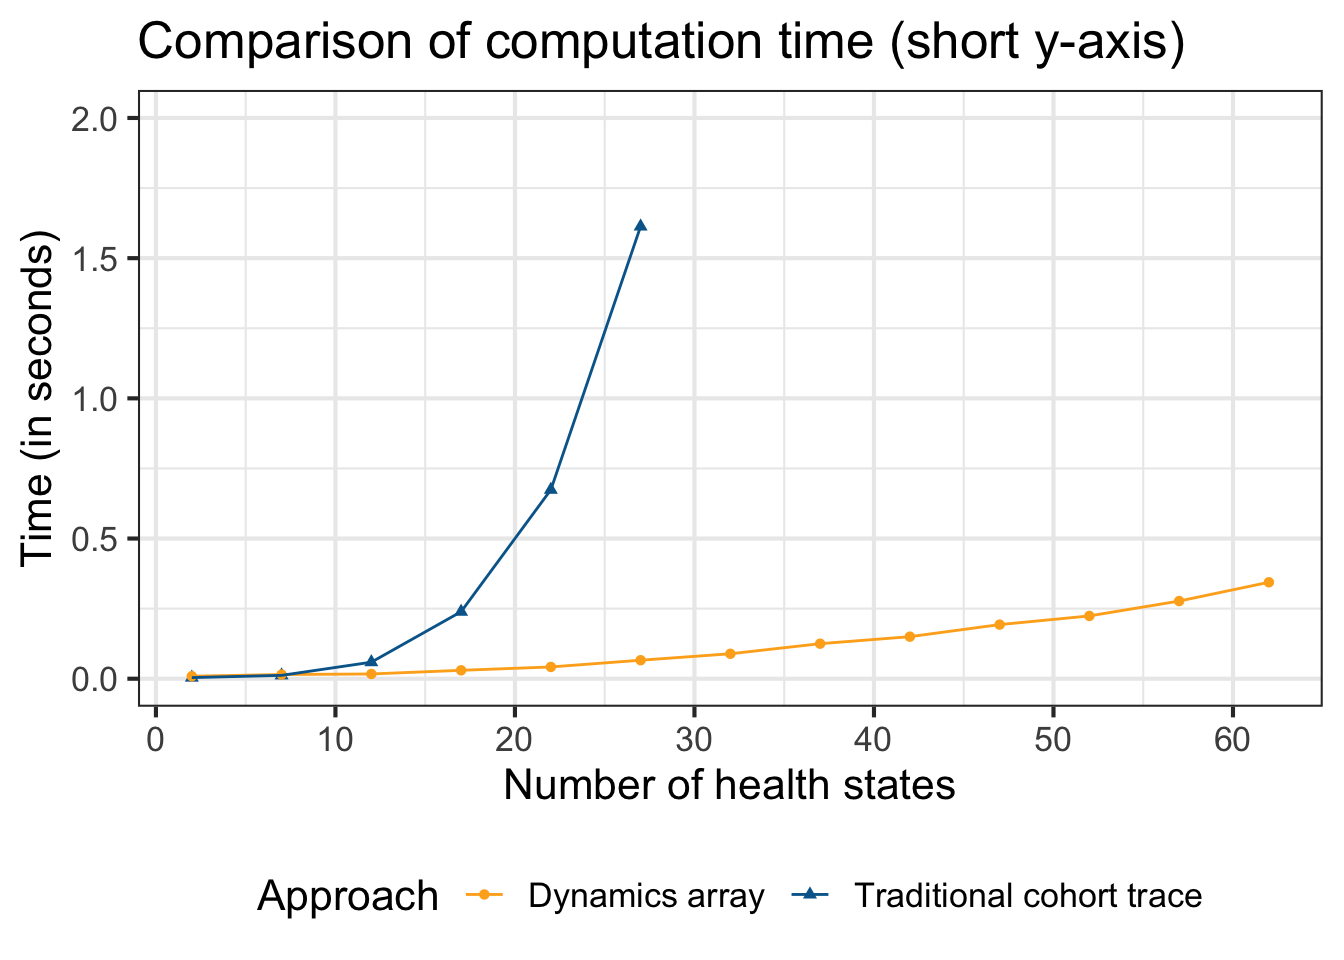 Comparison of computation time (short y-axis)
2.0
1.5
1.0
0.5
0.0
Time (in seconds)
0 10 20 30 40 50 60
Number of health states
Approach Dynamics array Traditional cohort trace